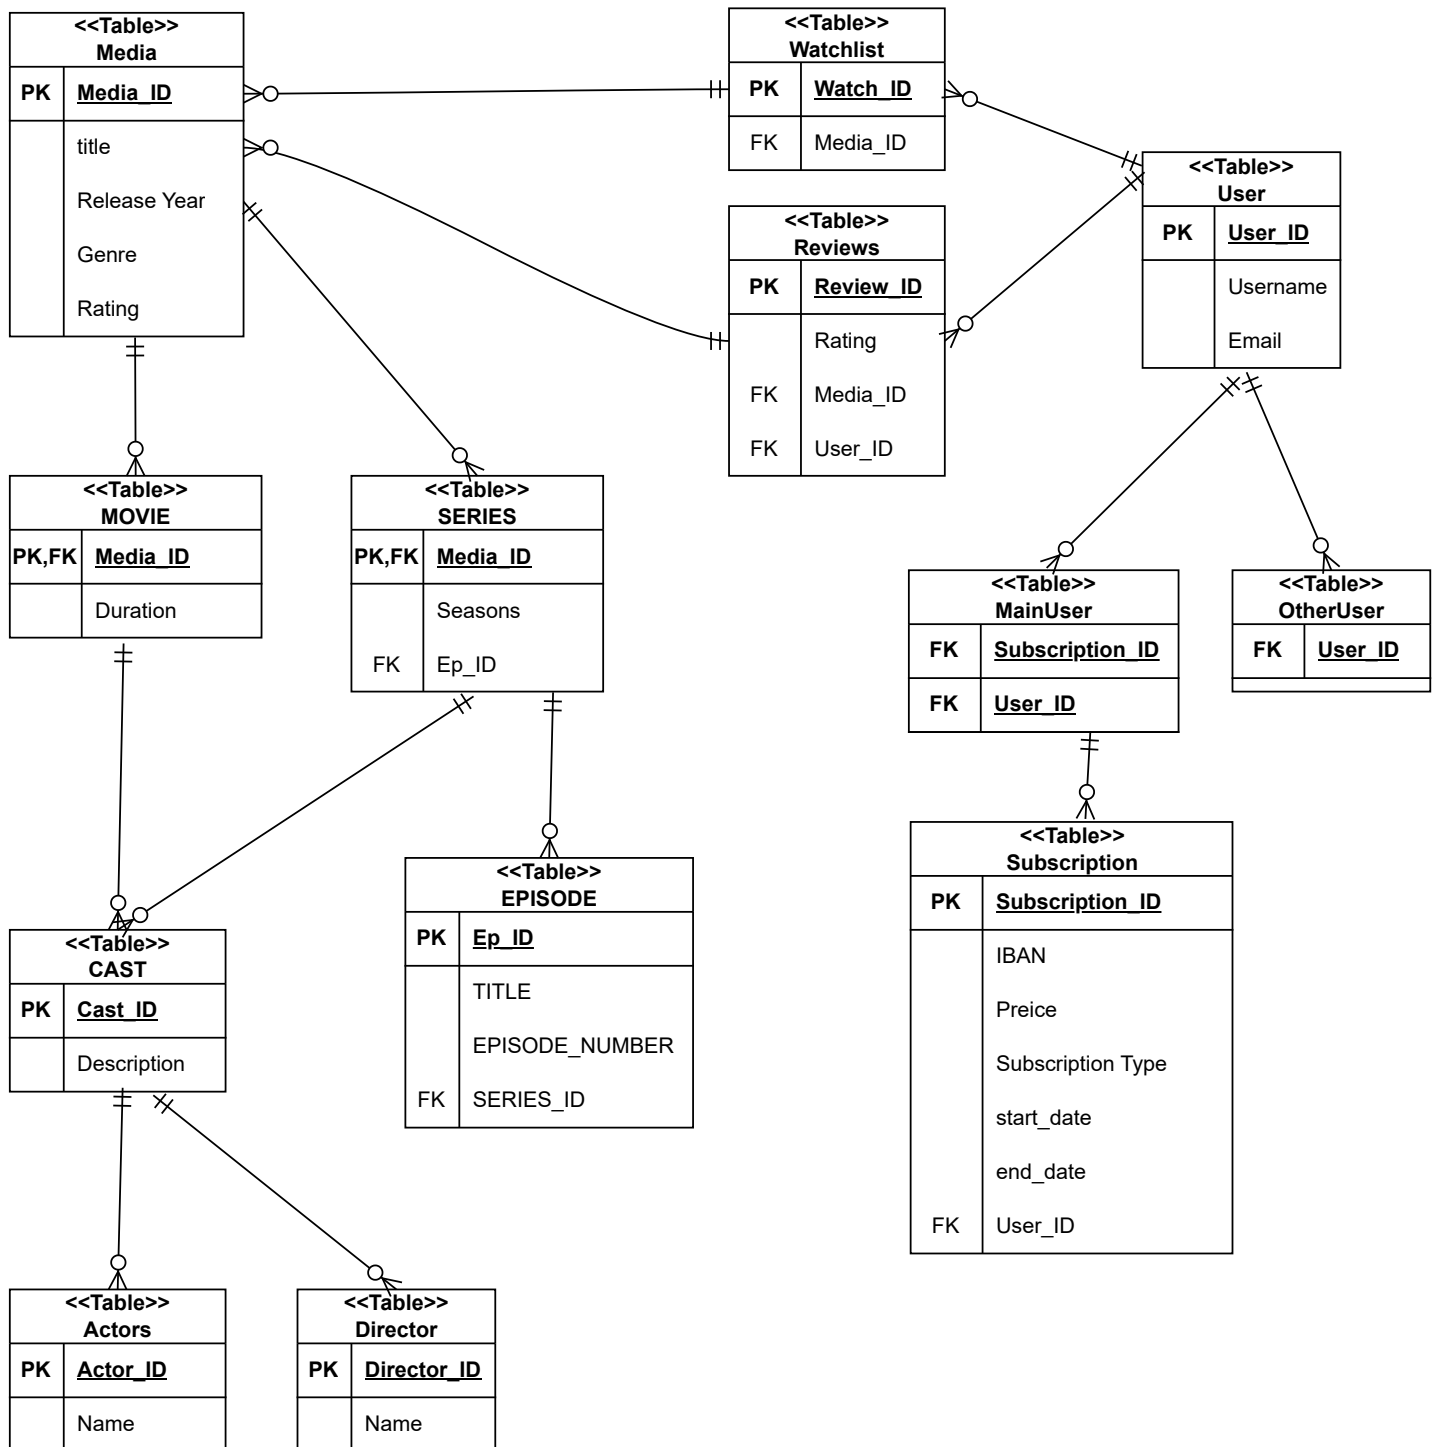 <<Table>>
Media
PK Media_ID
title
Release Year
Genre
Rating
<<Table>>
Watchlist
PK Watch_ID
FK Media_ID
<<Table>>
User
PK User_ID
Username
Email
<<Table>>
Reviews
PK Review_ID
Rating
FK Media_ID
FK User_ID
<<Table>>
MOVIE
PK,FK Media_ID
Duration
<<Table>>
SERIES
PK,FK Media_ID
Seasons
FK Ep_ID
<<Table>>
MainUser
FK Subscription_ID
FK User_ID
<<Table>>
OtherUser
FK User_ID
<<Table>>
Subscription
PK Subscription_ID
IBAN
Preice
Subscription Type
start_date
end_date
FK User_ID
<<Table>>
EPISODE
PK Ep_ID
TITLE
EPISODE_NUMBER
FK SERIES_ID
<<Table>>
CAST
PK Cast_ID
Description
<<Table>>
Actors
PK Actor_ID
Name
<<Table>>
Director
PK Director_ID
Name